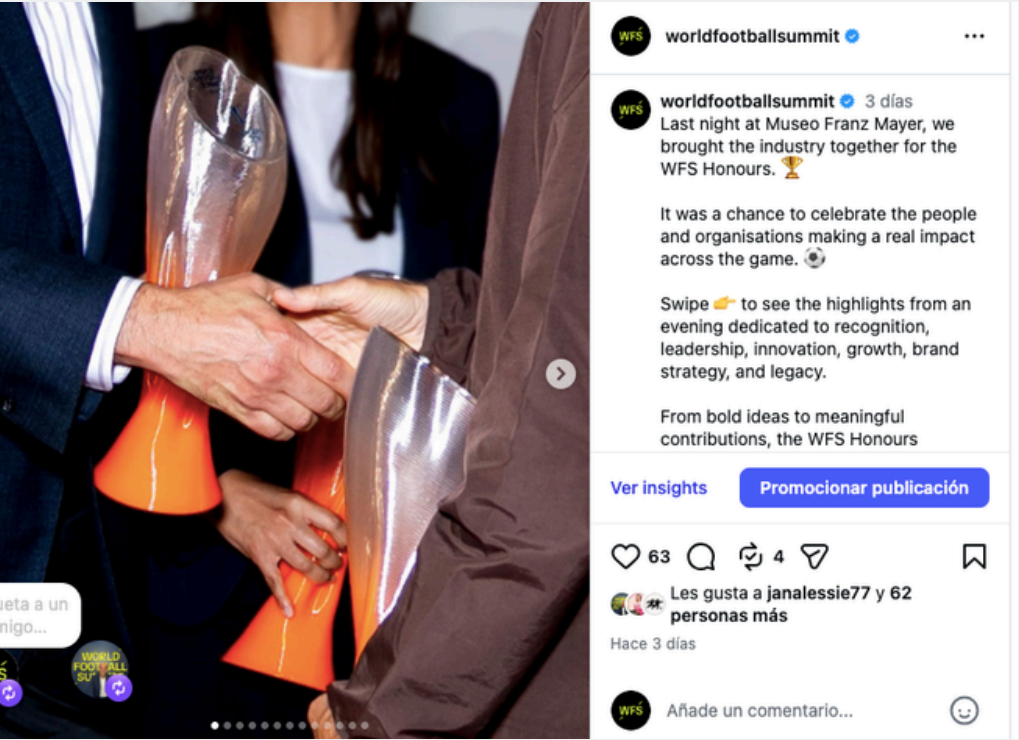 WFS
worldfootballsummit
WFS
worldfootballsummit 3 días
Last night at Museo Franz Mayer, we
brought the industry together for the
WFS Honours. 🏆
It was a chance to celebrate the people
and organisations making a real impact
across the game. ⚽
Swipe 👉 to see the highlights from an
evening dedicated to recognition,
leadership, innovation, growth, brand
strategy, and legacy.
From bold ideas to meaningful
contributions, the WFS Honours
Ver insights
Promocionar publicación
63
4
Les gusta a janalessie77 y 62
personas más
Hace 3 días
WFS
Añade un comentario...
ueta a un
migo...
WORLD
FOOTBALL